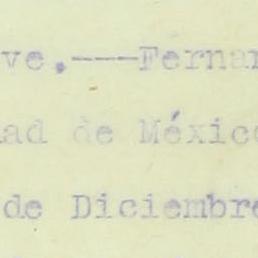 ve.---Fernan
ad de México
de Diciembre